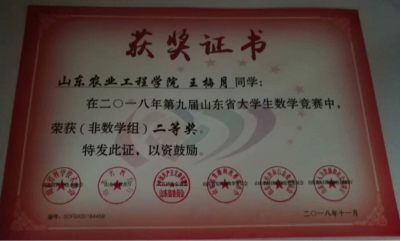 获奖证书
山东农业工程学院 王梅月同学：
在二〇一八年第九届山东省大学生数学竞赛中，
荣获（非数学组）二等奖。
特发此证，以资鼓励。
二〇一八年十一月